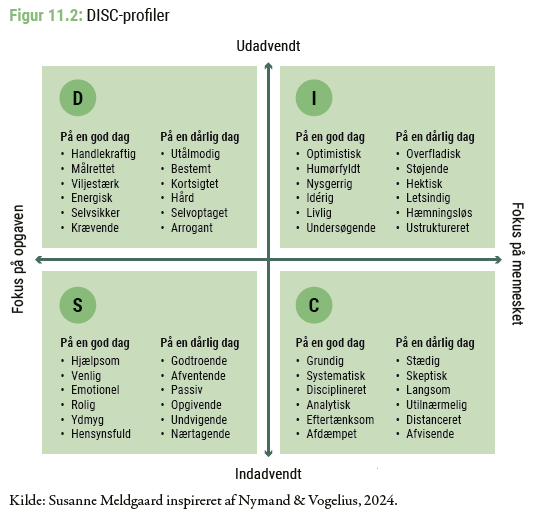 Figur 11.2: DISC-profiler
Udadvendt
D
På en god dag
• Handlekraftig
• Målrettet
• Viljestærk
• Energisk
• Selvsikker
• Krævende
På en dårlig dag
• Utålmodig
• Bestemt
• Kortsigtet
• Hård
• Selvoptaget
• Arrogant
I
På en god dag
• Optimistisk
• Humørfyldt
• Nysgerrig
• Idérig
• Livlig
• Undersøgende
På en dårlig dag
• Overfladisk
• Støjende
• Hektisk
• Letsindig
• Hæmningsløs
• Ustruktureret
Fokus på opgaven
Fokus på mennesket
S
På en god dag
• Hjælpsom
• Venlig
• Emotionel
• Rolig
• Ydmyg
• Hensynsfuld
På en dårlig dag
• Godtroende
• Afventende
• Passiv
• Opgivende
• Undvigende
• Nærtagende
C
På en god dag
• Grundig
• Systematisk
• Disciplineret
• Analytisk
• Eftertænksom
• Afdæmpet
På en dårlig dag
• Stædig
• Skeptisk
• Langsom
• Utilnærmelig
• Distanceret
• Afvisende
Indadvendt
Kilde: Susanne Meldgaard inspireret af Nymand & Vogelius, 2024.